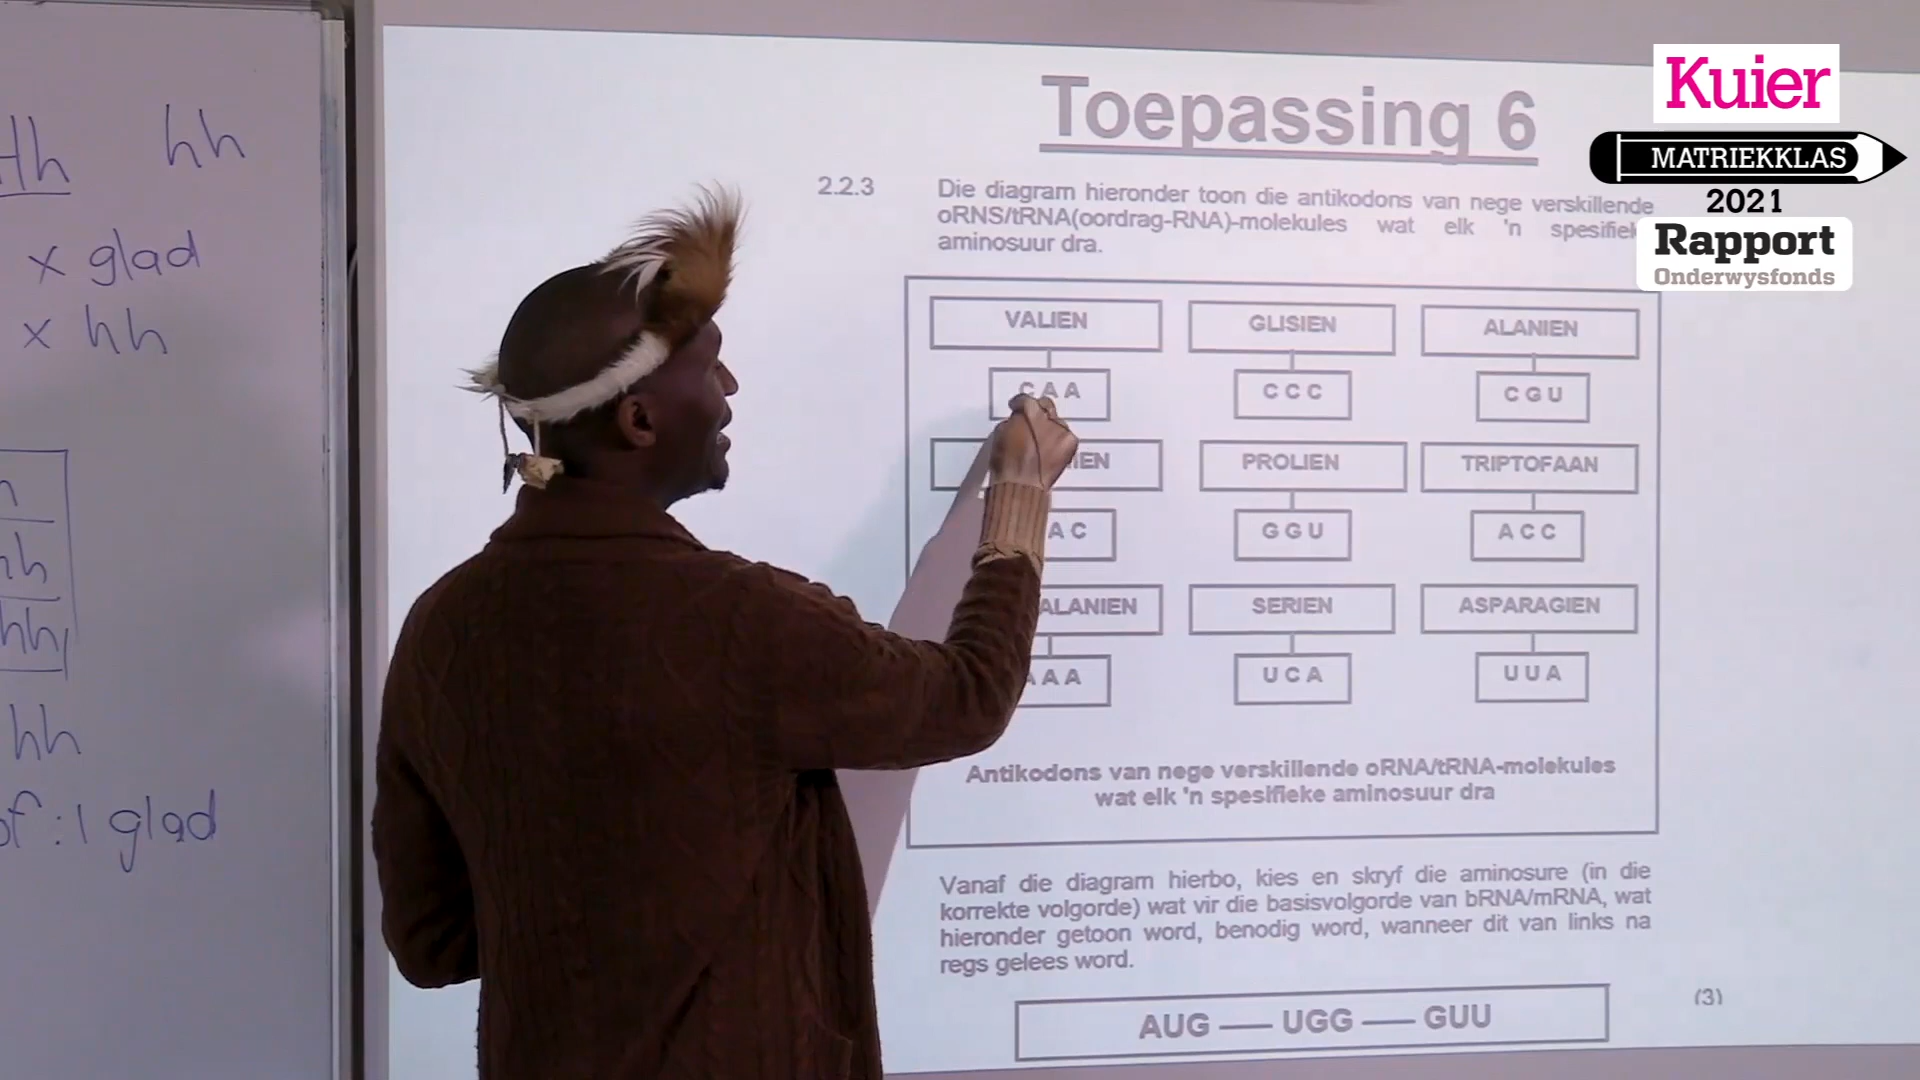 Hh hh
x glad
x hh
hh
hh
hh
: 1 glad
Toepassing 6
2.2.3 Die diagram hieronder toon die antikodons van nege verskillende
oRNS/tRNA(oordrag-RNA)-molekules wat elk 'n
aminosuur dra.
VALIEN GLISIEN ALANIEN
CAA CCC CGU
PROLIEN TRIPTOFAAN
AC GGU ACC
ALANIEN SERIEN ASPARAGIEN
AA UCA UUA
Antikodons van nege verskillende oRNA/tRNA-molekules
wat elk 'n spesifieke aminosuur dra
Vanaf die diagram hierbo, kies en skryf die aminosure (in die
korrekte volgorde) wat vir die basisvolgorde van bRNA/mRNA, wat
hieronder getoon word, benodig word, wanneer dit van links na
regs gelees word.
(3)
AUG — UGG — GUU
Kuier
MATRIEKKLAS
2021
Rapport
Onderwysfonds